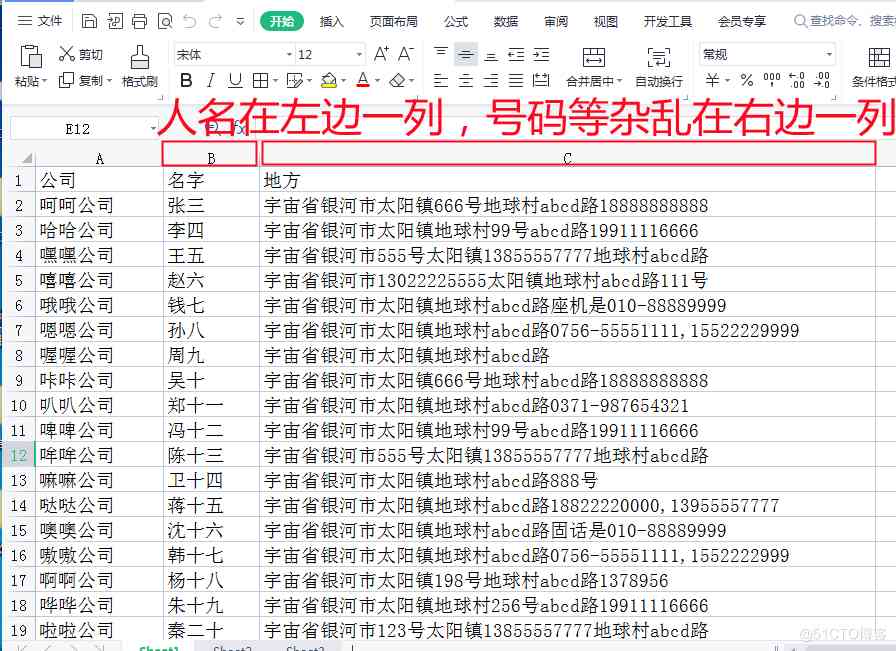 文件 开始 插入 页面布局 公式 数据 审阅 视图 开发工具 会员专享 查找命令、搜索
剪切 宋体 12 A+ A- 常规
粘贴 复制 格式刷 B I U A 合并居中 自动换行 ¥ % 条件格式
人名在左边一列，号码等杂乱在右边一列
E12 fx
A B C
1 公司 名字 地方
2 呵呵公司 张三 宇宙省银河市太阳镇666号地球村abcd路18888888888
3 哈哈公司 李四 宇宙省银河市太阳镇地球村99号abcd路19911116666
4 嘿嘿公司 王五 宇宙省银河市555号太阳镇13855557777地球村abcd路
5 嘻嘻公司 赵六 宇宙省银河市13022225555太阳镇地球村abcd路111号
6 哦哦公司 钱七 宇宙省银河市太阳镇地球村abcd路座机是010-88889999
7 嗯嗯公司 孙八 宇宙省银河市太阳镇地球村abcd路0756-55551111,15522229999
8 喔喔公司 周九 宇宙省银河市太阳镇地球村abcd路
9 咔咔公司 吴十 宇宙省银河市太阳镇666号地球村abcd路18888888888
10 叭叭公司 郑十一 宇宙省银河市太阳镇地球村abcd路0371-987654321
11 啤啤公司 冯十二 宇宙省银河市太阳镇地球村99号abcd路19911116666
12 哞哞公司 陈十三 宇宙省银河市555号太阳镇13855557777地球村abcd路
13 嘛嘛公司 卫十四 宇宙省银河市太阳镇地球村abcd路888号
14 哒哒公司 蒋十五 宇宙省银河市太阳镇地球村abcd路18822220000,13955557777
15 噢噢公司 沈十六 宇宙省银河市太阳镇地球村abcd路固话是010-88889999
16 嗷嗷公司 韩十七 宇宙省银河市太阳镇地球村abcd路0756-55551111,1552222999
17 啊啊公司 杨十八 宇宙省银河市太阳镇198号地球村abcd路1378956
18 哗哗公司 朱十九 宇宙省银河市太阳镇地球村256号abcd路19911116666
19 啦啦公司 秦二十 宇宙省银河市123号太阳镇13855557777地球村abcd路
Sheet1 Sheet2 Sheet3
@51CTO博客